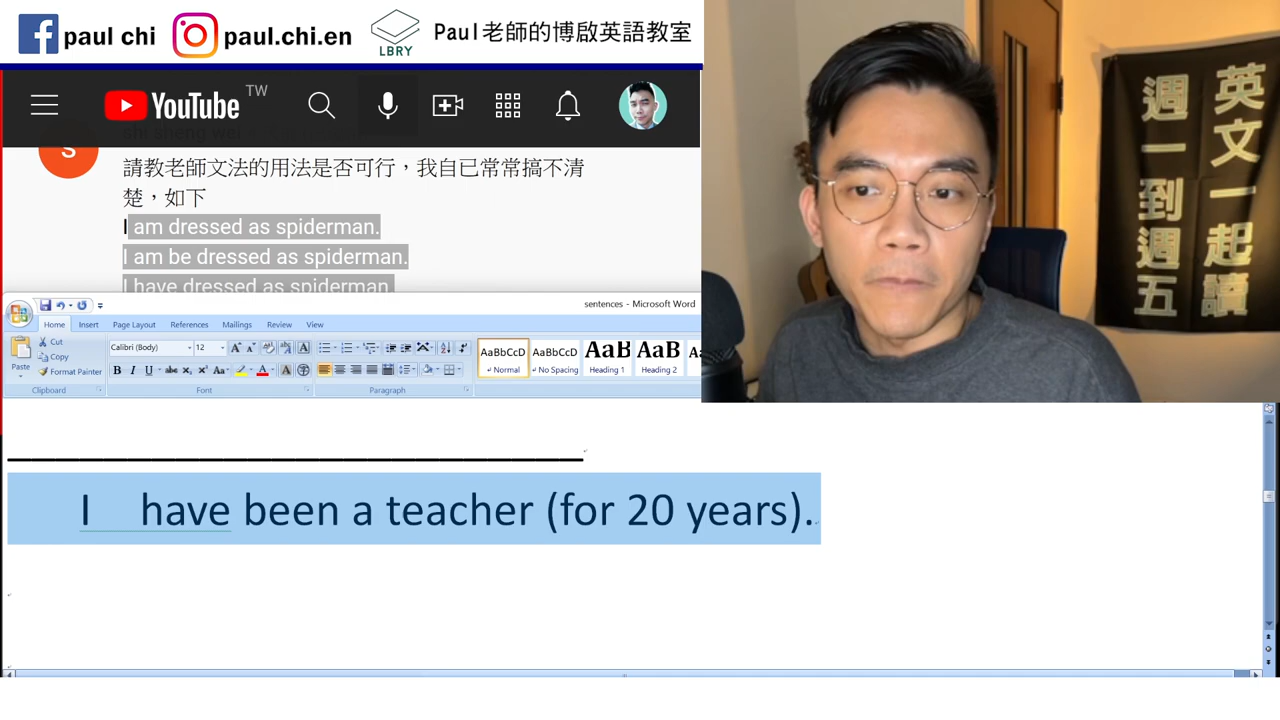 paul chi
paul.chi.en
LBRY
Paul老師的博啟英語教室
YouTube TW
chi sheng wei
S
請教老師文法的用法是否可行，我自已常常搞不清
楚，如下
I am dressed as spiderman.
I am be dressed as spiderman.
I have dressed as spiderman.
sentences - Microsoft Word
Home Insert Page Layout References Mailings Review View
Paste
Cut
Copy
Format Painter
Clipboard
Calibri (Body) 12
Font
Paragraph
AaBbCcD Normal
AaBbCcD No Spacing
AaBb Heading 1
AaB Heading 2
I have been a teacher (for 20 years).
英文一起讀
週一到週五